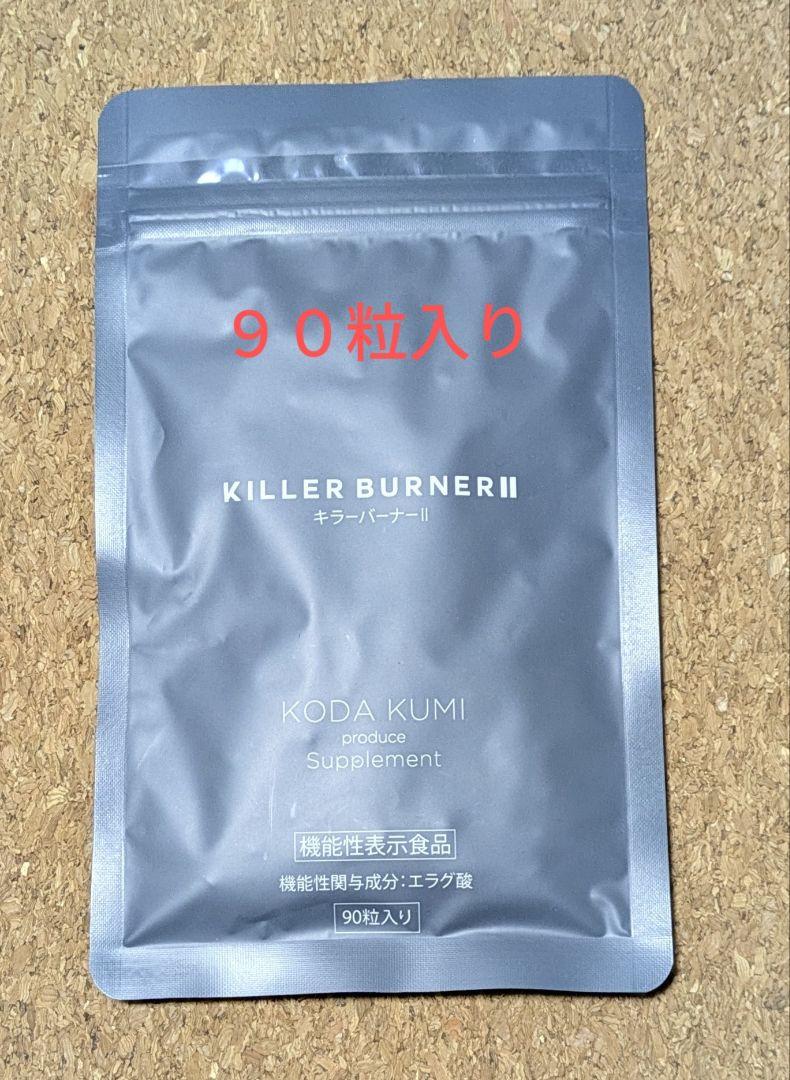 ９０粒入り
KILLER BURNERⅡ
キラーバーナーⅡ
KODA KUMI
produce
Supplement
機能性表示食品
機能性関与成分：エラグ酸
90粒入り